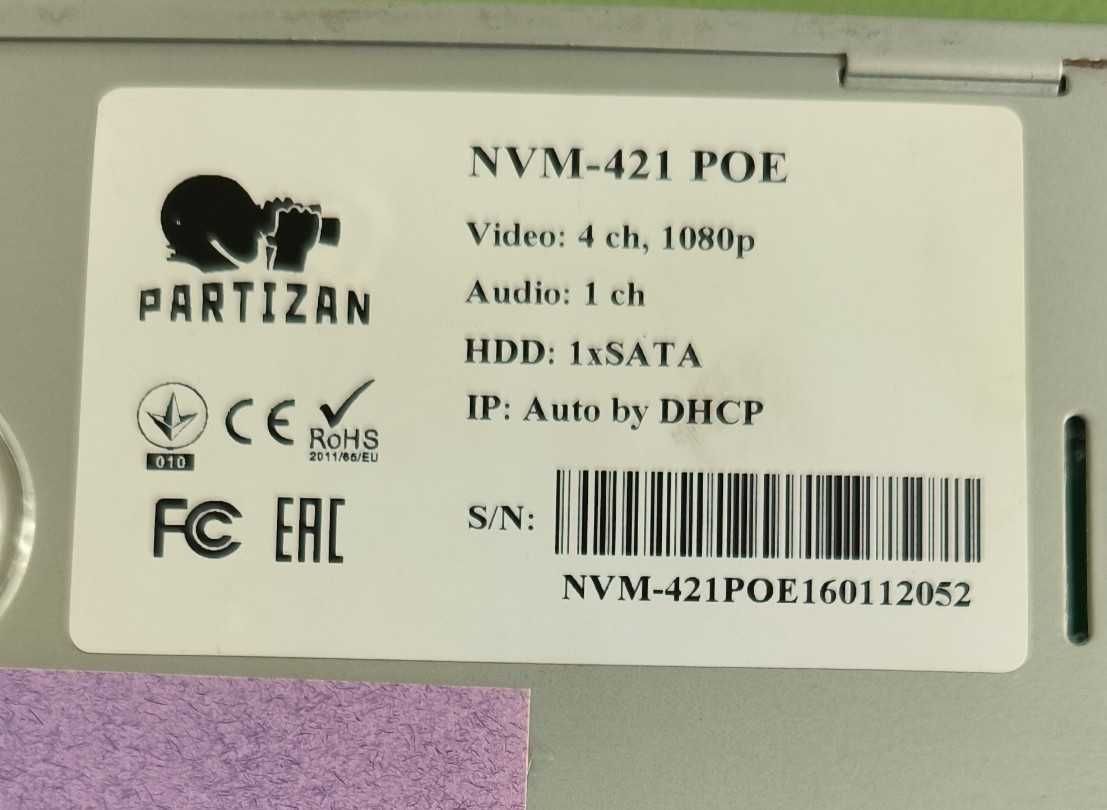 NVM-421 POE
Video: 4 ch, 1080p
Audio: 1 ch
HDD: 1xSATA
IP: Auto by DHCP
S/N:
NVM-421POE160112052
PARTIZAN
010
CE
RoHS
2011/65/EU
FC
EAC